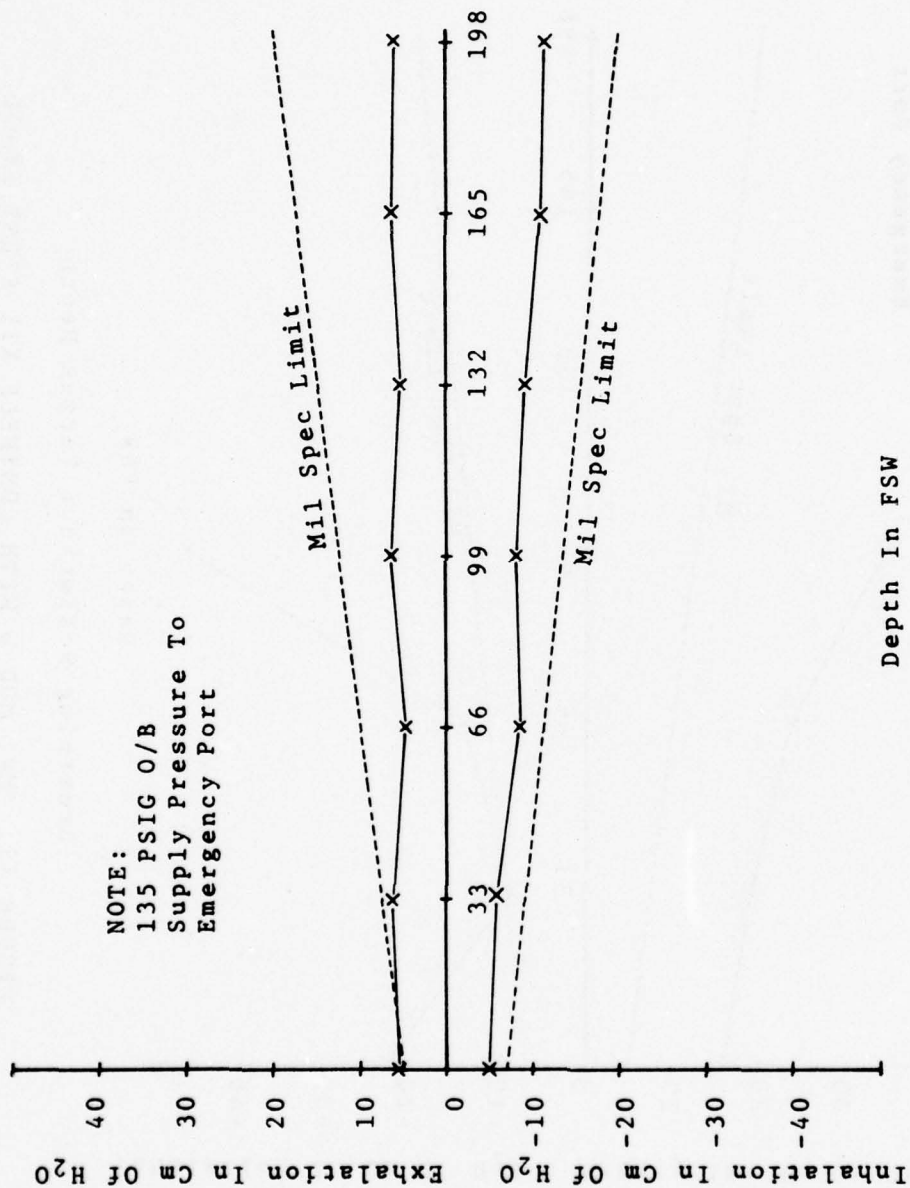 NOTE:
135 PSIG O/B
Supply Pressure To
Emergency Port
Exhalation In Cm Of H₂O
Inhalation In Cm Of H₂O
40
30
20
10
0
-10
-20
-30
-40
Mil Spec Limit
33
66
99
132
165
198
Mil Spec Limit
Depth In FSW